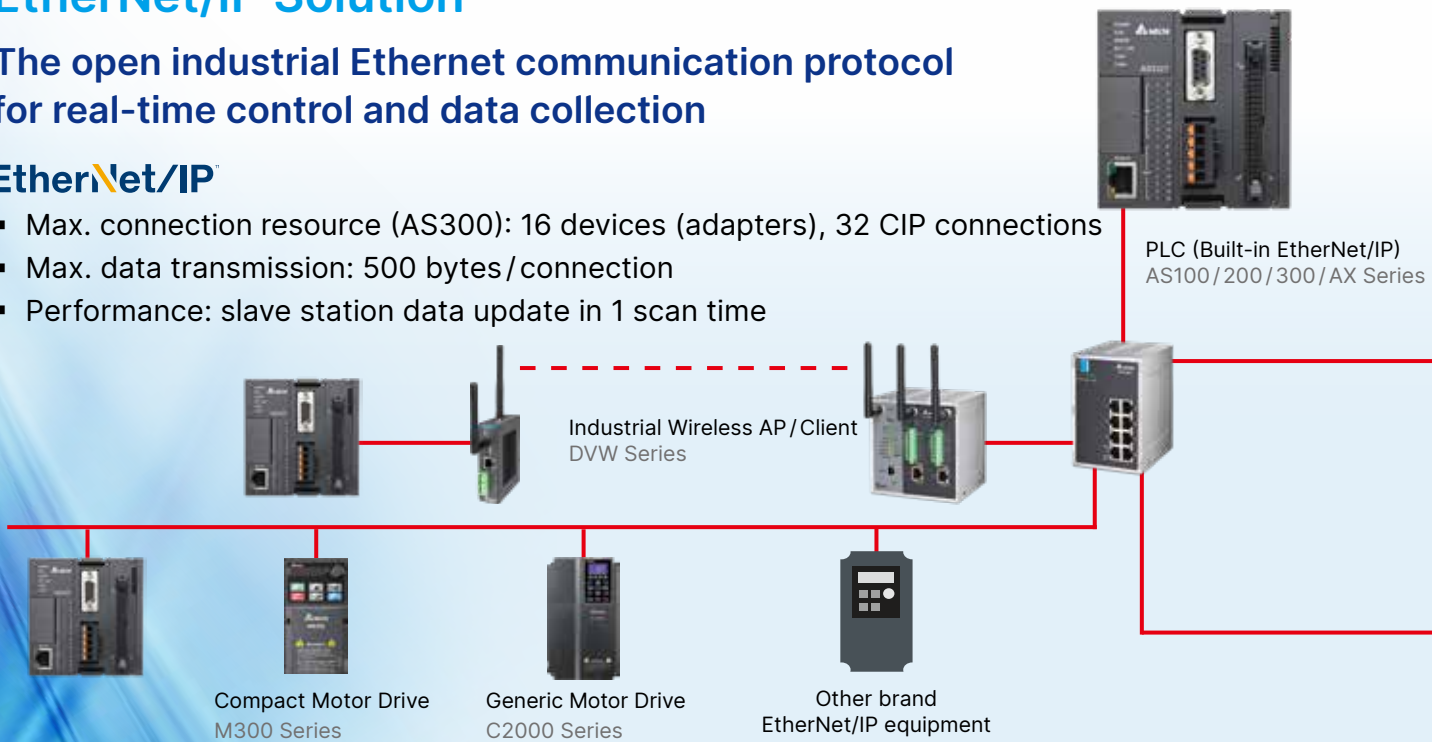 EtherNet/IP Solution
The open industrial Ethernet communication protocol
for real-time control and data collection
EtherNet/IP
▪ Max. connection resource (AS300): 16 devices (adapters), 32 CIP connections
▪ Max. data transmission: 500 bytes/connection
▪ Performance: slave station data update in 1 scan time
PLC (Built-in EtherNet/IP)
AS100/200/300/AX Series
Industrial Wireless AP/Client
DVW Series
Compact Motor Drive
M300 Series
Generic Motor Drive
C2000 Series
Other brand
EtherNet/IP equipment